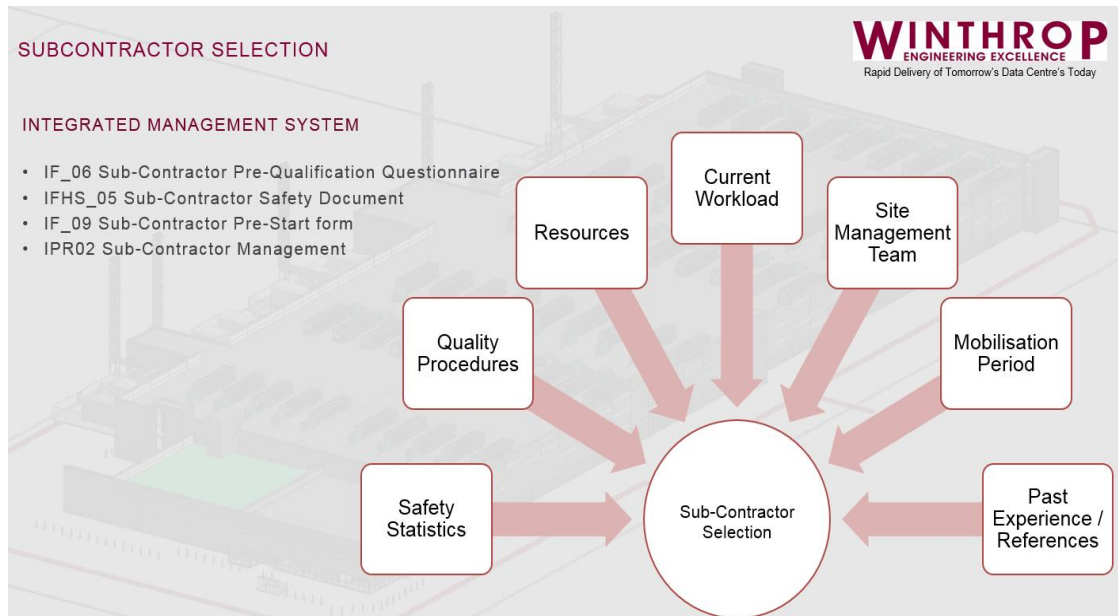 SUBCONTRACTOR SELECTION
WINTHROP
ENGINEERING EXCELLENCE
Rapid Delivery of Tomorrow's Data Centre's Today
INTEGRATED MANAGEMENT SYSTEM
• IF_06 Sub-Contractor Pre-Qualification Questionnaire
• IFHS_05 Sub-Contractor Safety Document
• IF_09 Sub-Contractor Pre-Start form
• IPR02 Sub-Contractor Management
Safety
Statistics
Quality
Procedures
Resources
Current
Workload
Site
Management
Team
Mobilisation
Period
Past
Experience /
References
Sub-Contractor
Selection